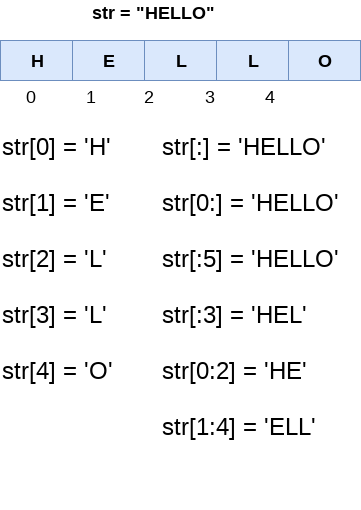 str = "HELLO"
H E L L O
0 1 2 3 4
str[0] = 'H' str[:] = 'HELLO'
str[1] = 'E' str[0:] = 'HELLO'
str[2] = 'L' str[:5] = 'HELLO'
str[3] = 'L' str[:3] = 'HEL'
str[4] = 'O' str[0:2] = 'HE'
str[1:4] = 'ELL'